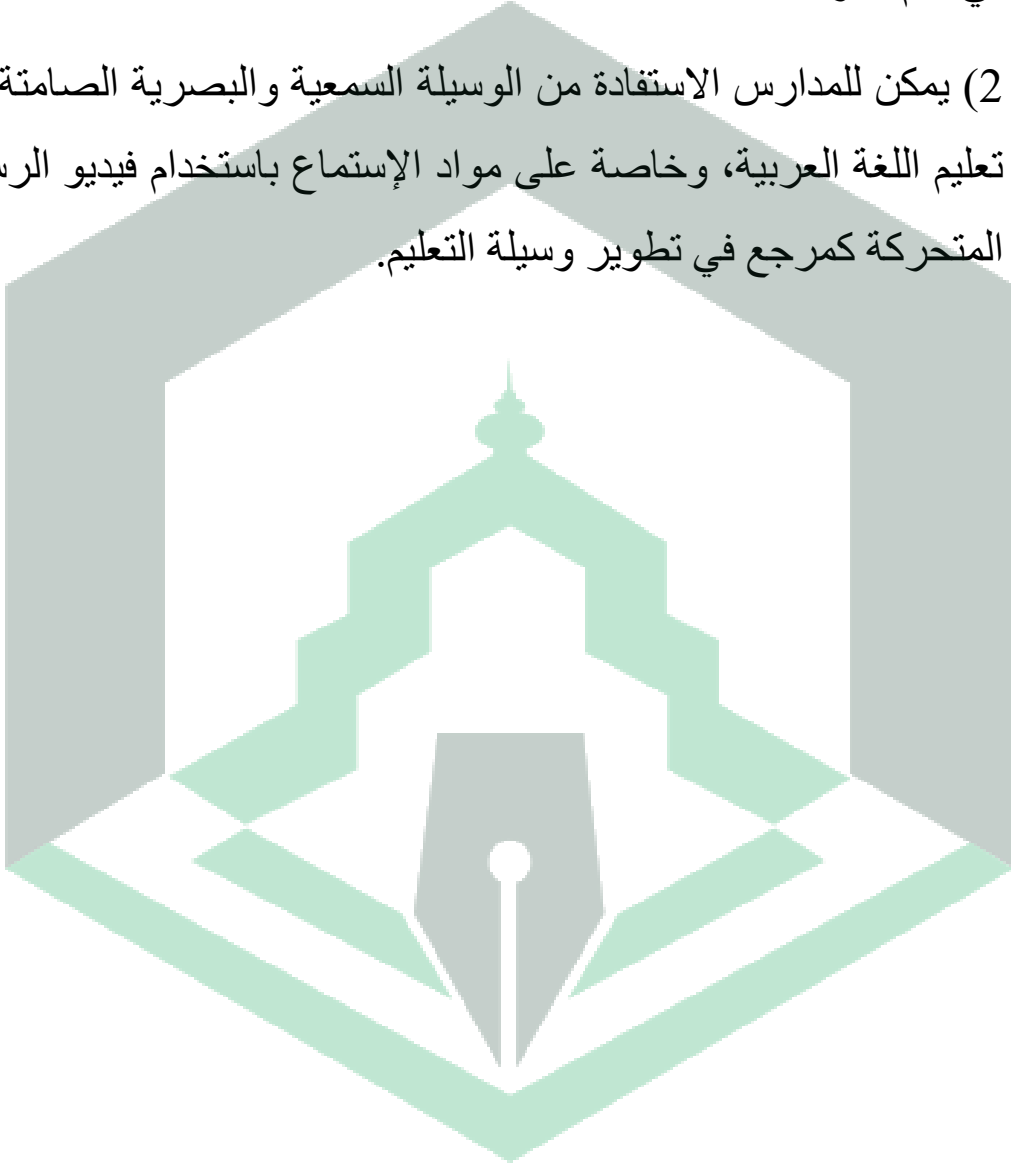 2) يمكن للمدارس الاستفادة من الوسيلة السمعية والبصرية الصامتة
تعليم اللغة العربية، وخاصة على مواد الإستماع باستخدام فيديو
المتحركة كمرجع في تطوير وسيلة التعليم.